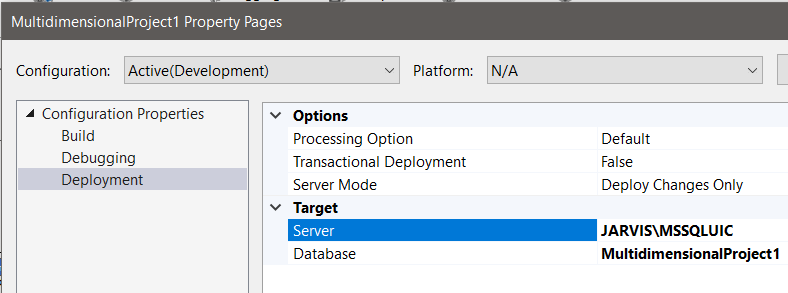 MultidimensionalProject1 Property Pages
Configuration: Active(Development) Platform: N/A
Configuration Properties
Build
Debugging
Deployment
Options
Processing Option Default
Transactional Deployment False
Server Mode Deploy Changes Only
Target
Server JARVIS\MSSQLUIC
Database MultidimensionalProject1